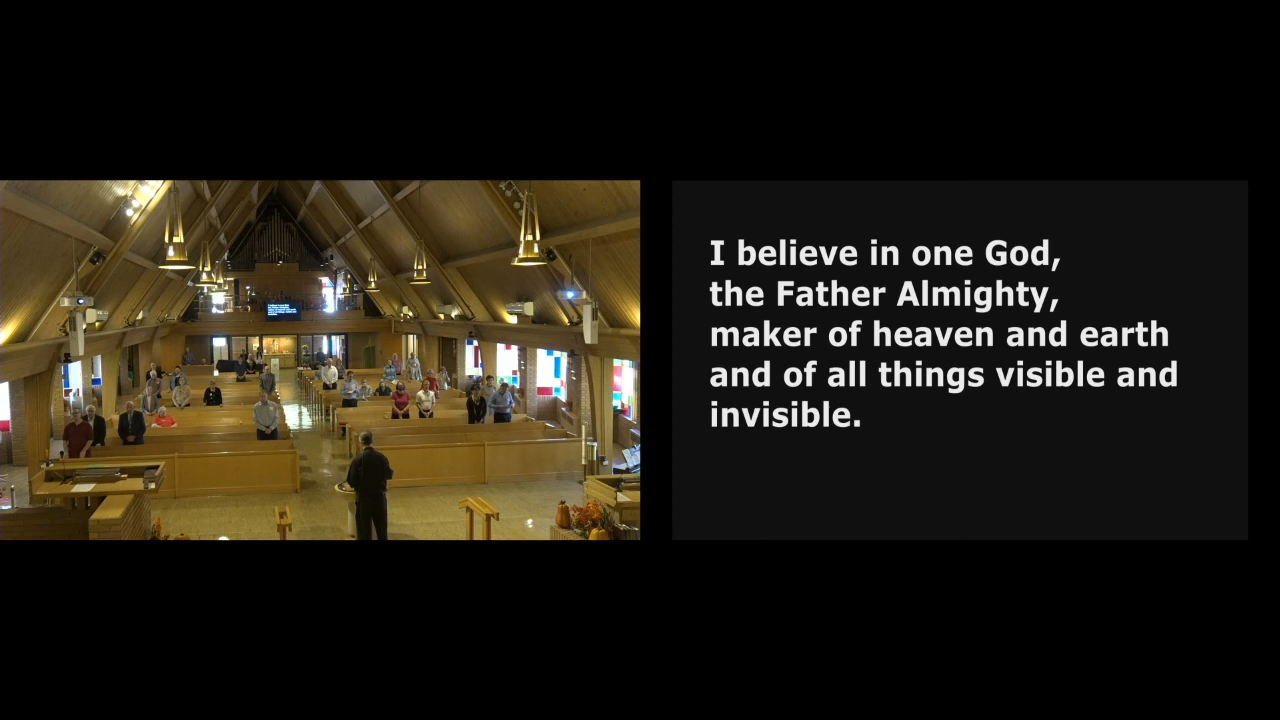 I believe in one God,
the Father Almighty,
maker of heaven and earth
and of all things visible and
invisible.